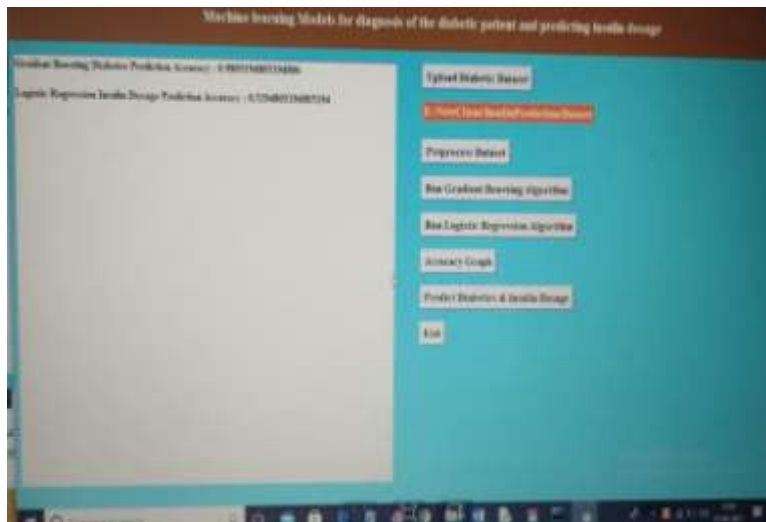 Machine learning Models for diagnosis of the diabetic patient and predicting insulin dosage
Gradient Boosting Diabetes Prediction Accuracy :
Logistic Regression Insulin Dosage Prediction Accuracy :
Upload Diabetic Dataset
Preprocess Dataset
Run Gradient Boosting Algorithm
Run Logistic Regression Algorithm
Accuracy Graph
Predict Diabetes & Insulin Dosage
Exit